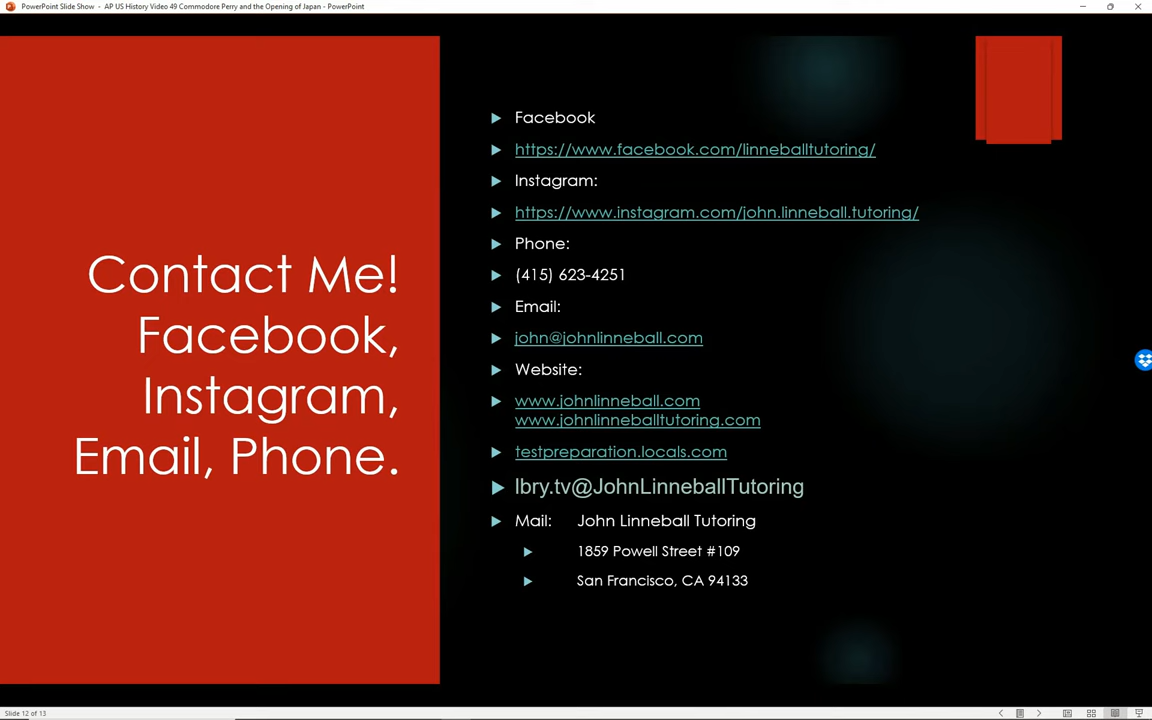 PowerPoint Slide Show - AP US History Video 49 Commodore Perry and the Opening of Japan - PowerPoint
Contact Me!
Facebook,
Instagram,
Email, Phone.
Facebook
https://www.facebook.com/linneballtutoring/
Instagram:
https://www.instagram.com/john.linneball.tutoring/
Phone:
(415) 623-4251
Email:
john@johnlinneball.com
Website:
www.johnlinneball.com
www.johnlinneballtutoring.com
testpreparation.locals.com
lbry.tv@JohnLinneballTutoring
Mail: John Linneball Tutoring
1859 Powell Street #109
San Francisco, CA 94133
Slide 12 of 13